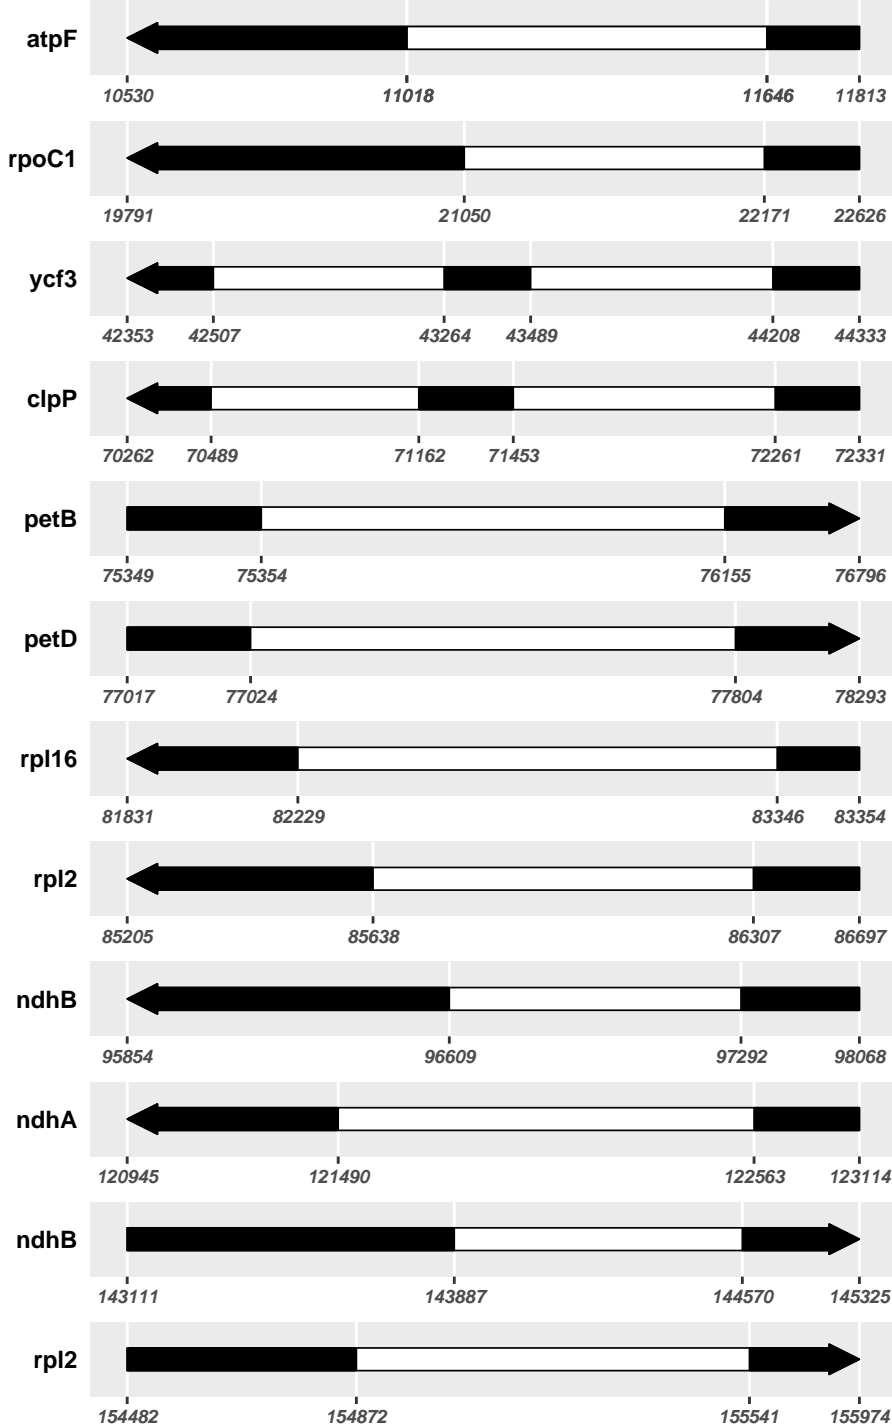 atpF
10530 11018 11646 11813
rpoC1
19791 21050 22171 22626
ycf3
42353 42507 43264 43489 44208 44333
clpP
70262 70489 71162 71453 72261 72331
petB
75349 75354 76155 76796
petD
77017 77024 77804 78293
rpl16
81831 82229 83346 83354
rpl2
85205 85638 86307 86697
ndhB
95854 96609 97292 98068
ndhA
120945 121490 122563 123114
ndhB
143111 143887 144570 145325
rpl2
154482 154872 155541 155974